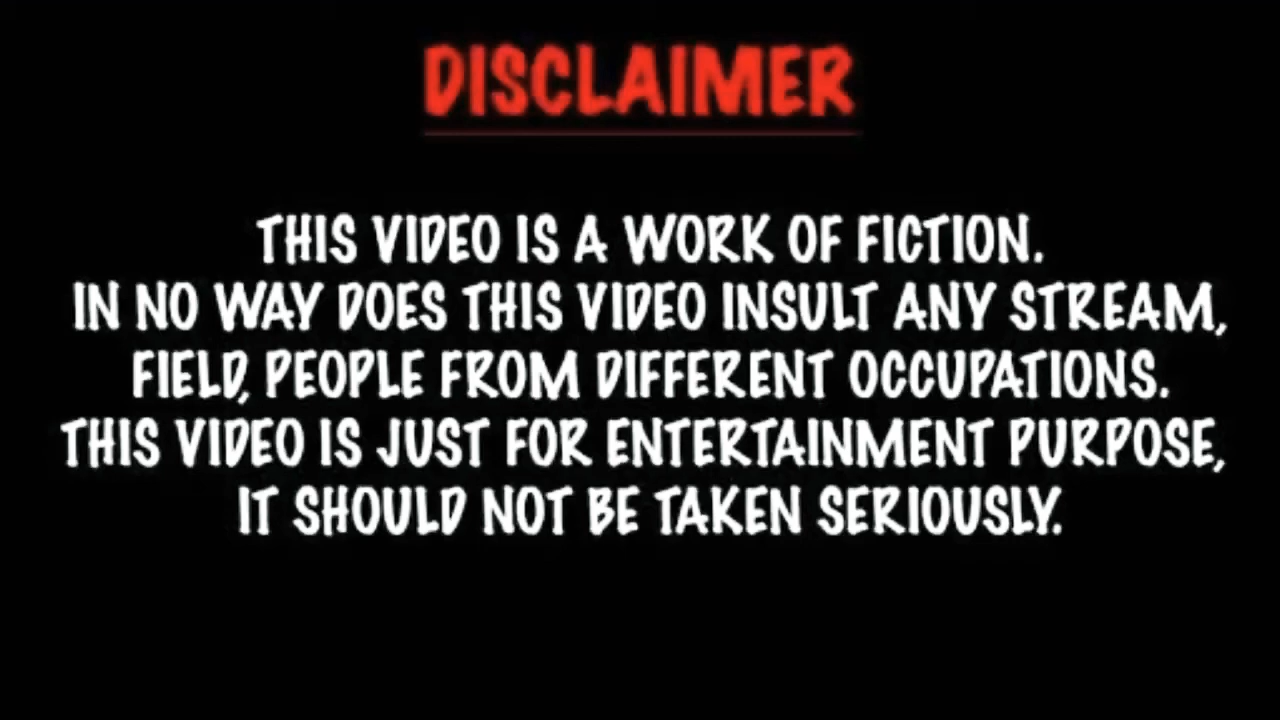 DISCLAIMER
THIS VIDEO IS A WORK OF FICTION.
IN NO WAY DOES THIS VIDEO INSULT ANY STREAM,
FIELD, PEOPLE FROM DIFFERENT OCCUPATIONS.
THIS VIDEO IS JUST FOR ENTERTAINMENT PURPOSE,
IT SHOULD NOT BE TAKEN SERIOUSLY.